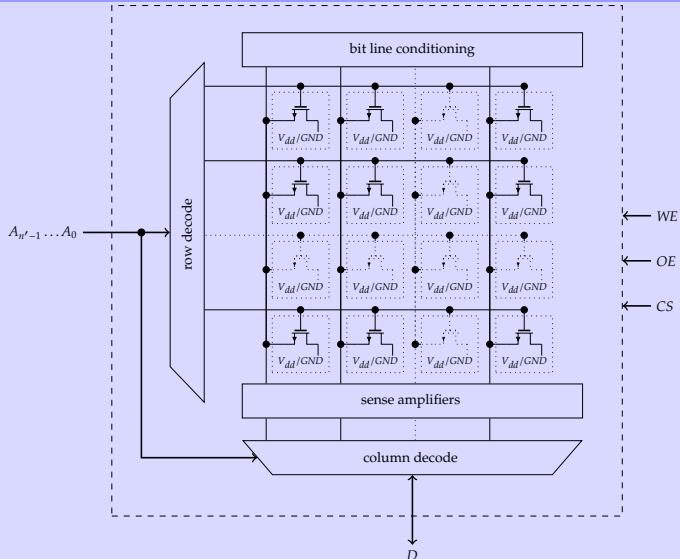 bit line conditioning
V_dd/GND V_dd/GND V_dd/GND V_dd/GND
V_dd/GND V_dd/GND V_dd/GND V_dd/GND
WE
A_{n'−1} … A_0
row decode
OE
V_dd/GND V_dd/GND V_dd/GND V_dd/GND
CS
V_dd/GND V_dd/GND V_dd/GND V_dd/GND
sense amplifiers
column decode
D